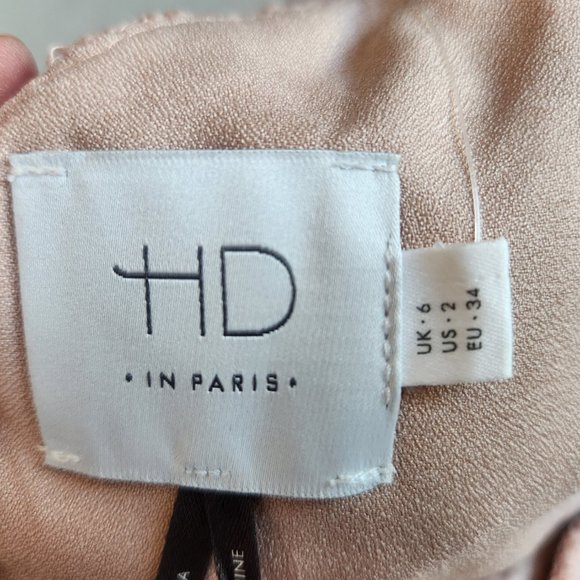 HD
• IN PARIS •
UK • 6
US • 2
EU • 34